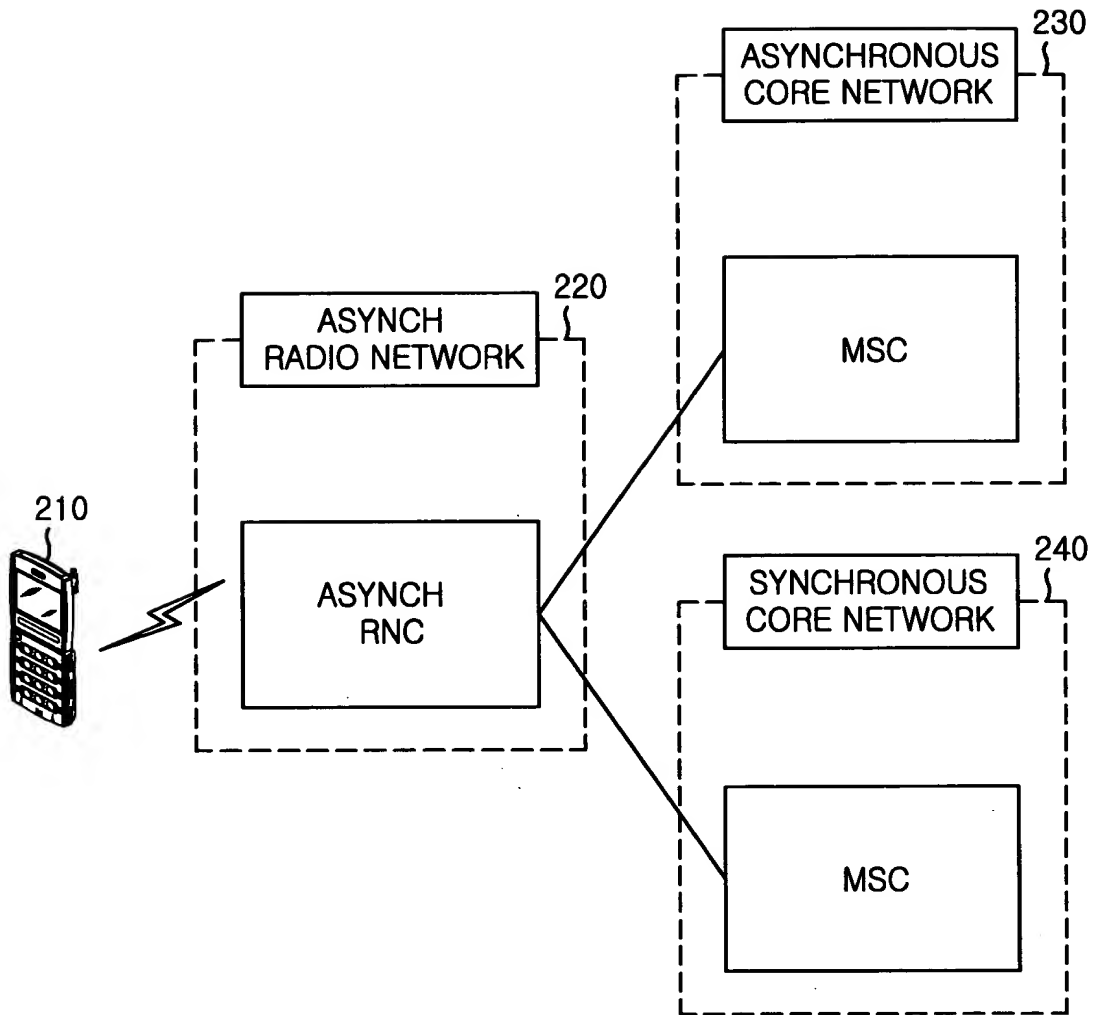 230
ASYNCHRONOUS
CORE NETWORK
MSC
220
ASYNCH
RADIO NETWORK
210
ASYNCH
RNC
240
SYNCHRONOUS
CORE NETWORK
MSC